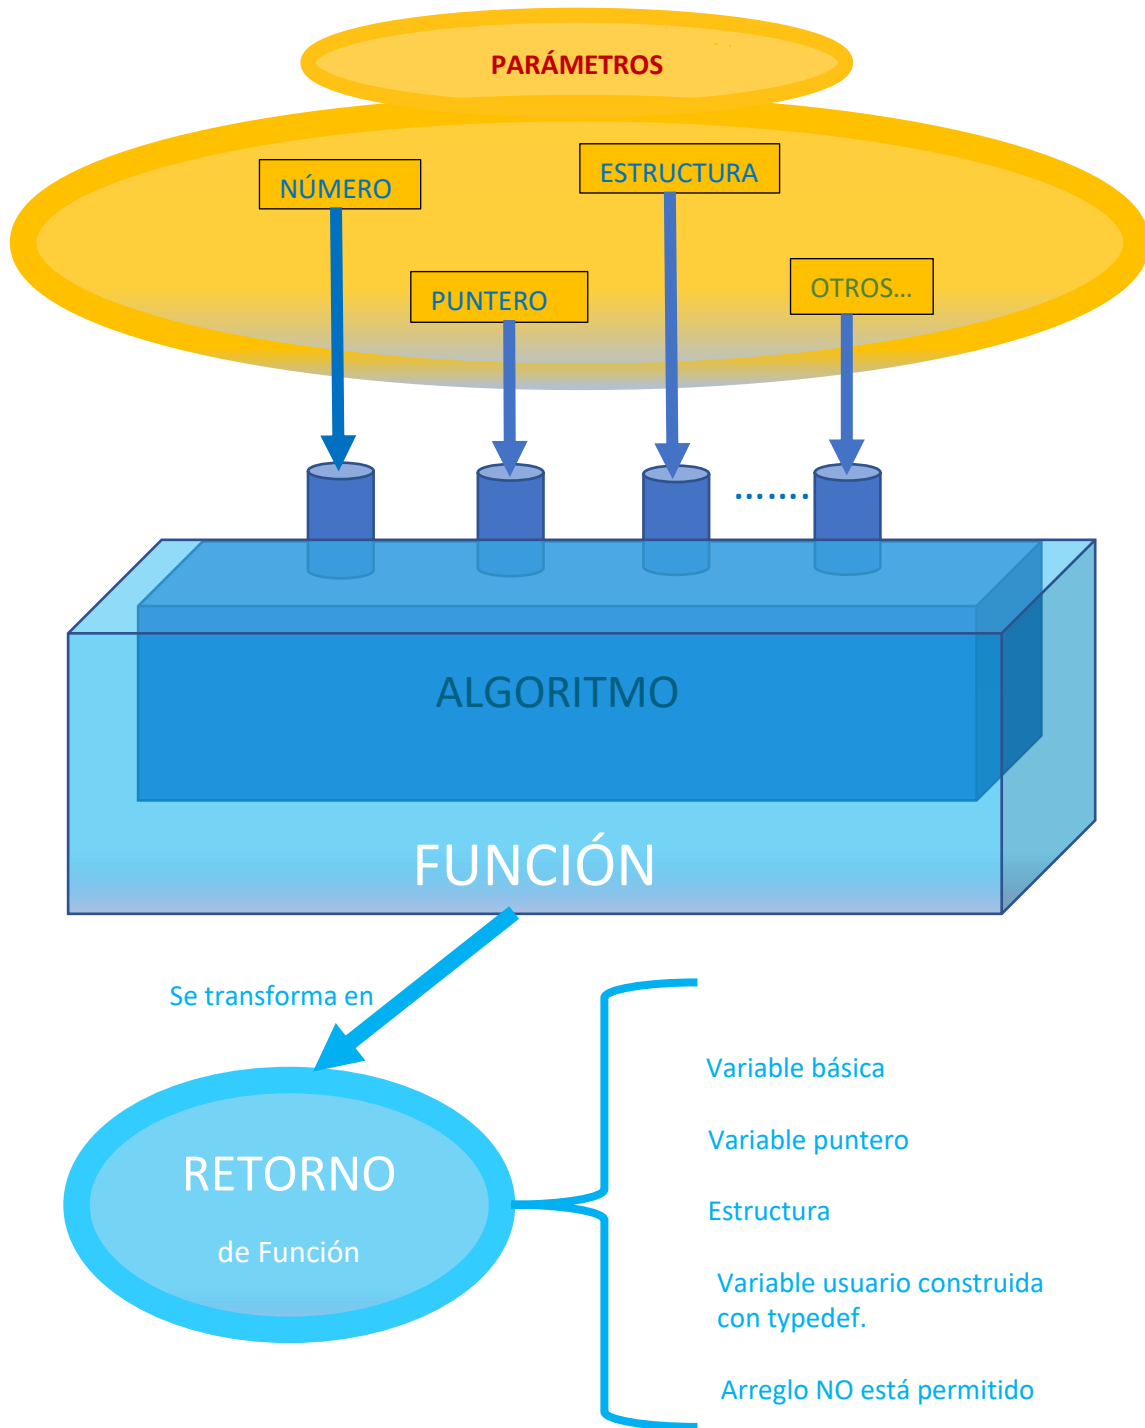 PARÁMETROS
NÚMERO
ESTRUCTURA
PUNTERO
OTROS...
.......
ALGORITMO
FUNCIÓN
Se transforma en
RETORNO
de Función
Variable básica
Variable puntero
Estructura
Variable usuario construida
con typedef.
Arreglo NO está permitido